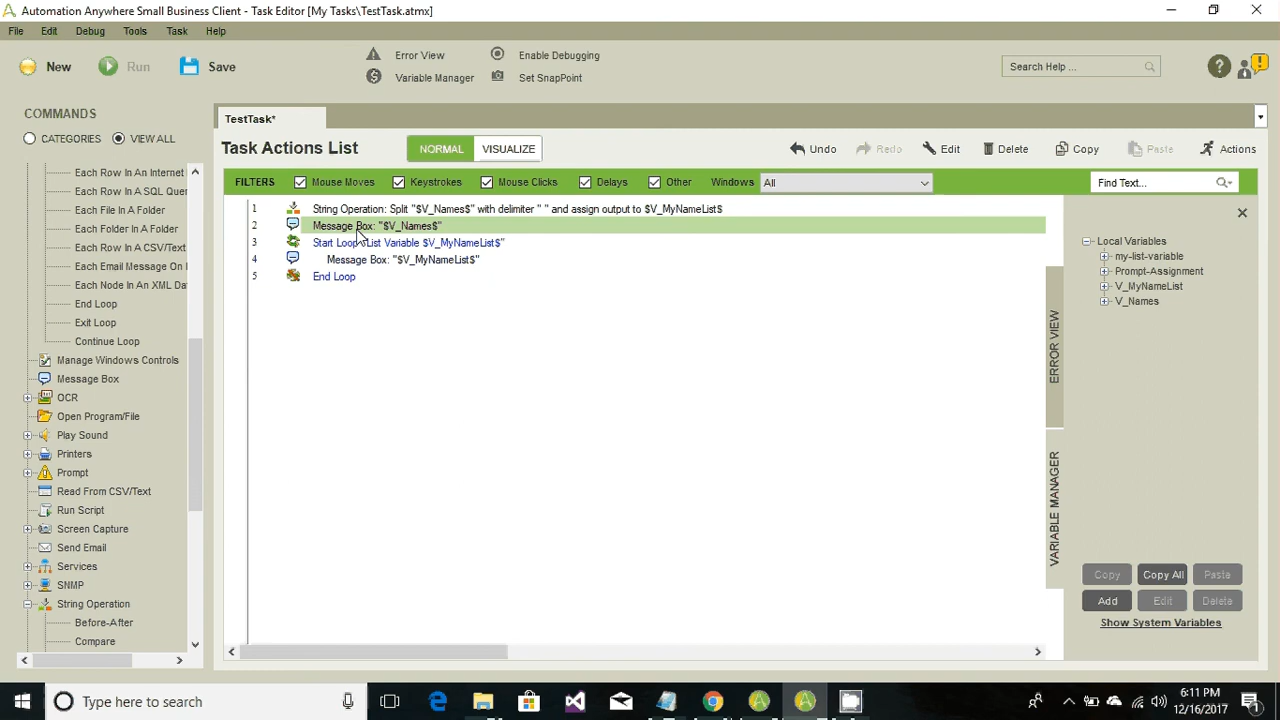 Automation Anywhere Small Business Client - Task Editor [My Tasks\TestTask.atmx]
File Edit Debug Tools Task Help
New Run Save
Error View
Enable Debugging
Variable Manager
Set SnapPoint
Search Help ...
COMMANDS
CATEGORIES VIEW ALL
Each Row In An Internet
Each Row In A SQL Quer
Each File In A Folder
Each Folder In A Folder
Each Row In A CSV/Text
Each Email Message On
Each Node In An XML Da
End Loop
Exit Loop
Continue Loop
Manage Windows Controls
Message Box
OCR
Open Program/File
Play Sound
Printers
Prompt
Read From CSV/Text
Run Script
Screen Capture
Send Email
Services
SNMP
String Operation
Before-After
Compare
TestTask*
Task Actions List
NORMAL VISUALIZE
Undo Redo Edit Delete Copy Paste Actions
FILTERS Mouse Moves Keystrokes Mouse Clicks Delays Other Windows All
Find Text...
1 String Operation: Split "$V_Names$" with delimiter " " and assign output to $V_MyNameList$
2 Message Box: "$V_Names$"
3 Start Loop "List Variable $V_MyNameList$"
4 Message Box: "$V_MyNameList$"
5 End Loop
ERROR VIEW
VARIABLE MANAGER
Local Variables
my-list-variable
Prompt-Assignment
V_MyNameList
V_Names
Copy Copy All Paste
Add Edit Delete
Show System Variables
Type here to search
6:11 PM
12/16/2017
1